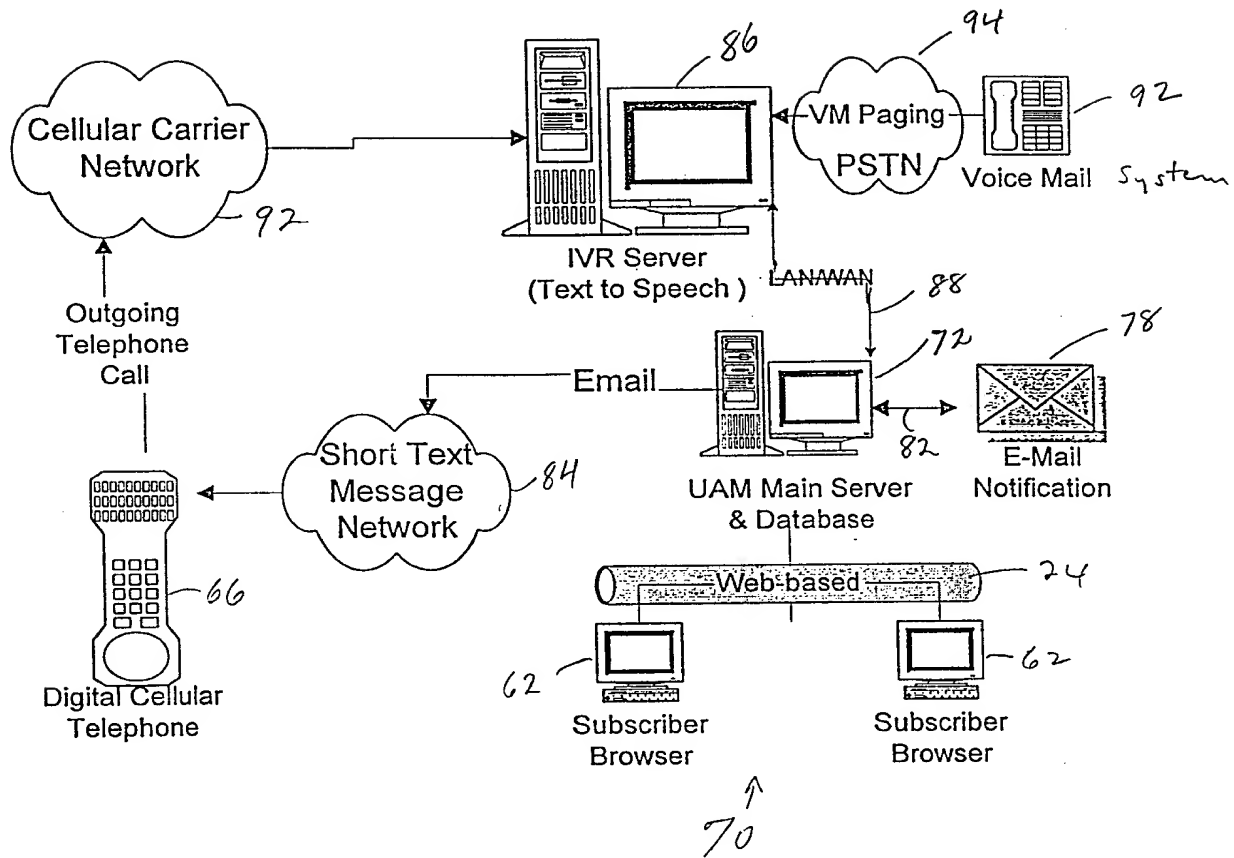 94
86
92
Cellular Carrier
Network
VM Paging
PSTN
Voice Mail System
92
IVR Server
(Text to Speech )
LANWAN
88
Outgoing
Telephone
Call
72
78
Email
82
E-Mail
Notification
Short Text
Message
Network
84
UAM Main Server
& Database
24
Web-based
66
62
62
Digital Cellular
Telephone
Subscriber
Browser
Subscriber
Browser
70